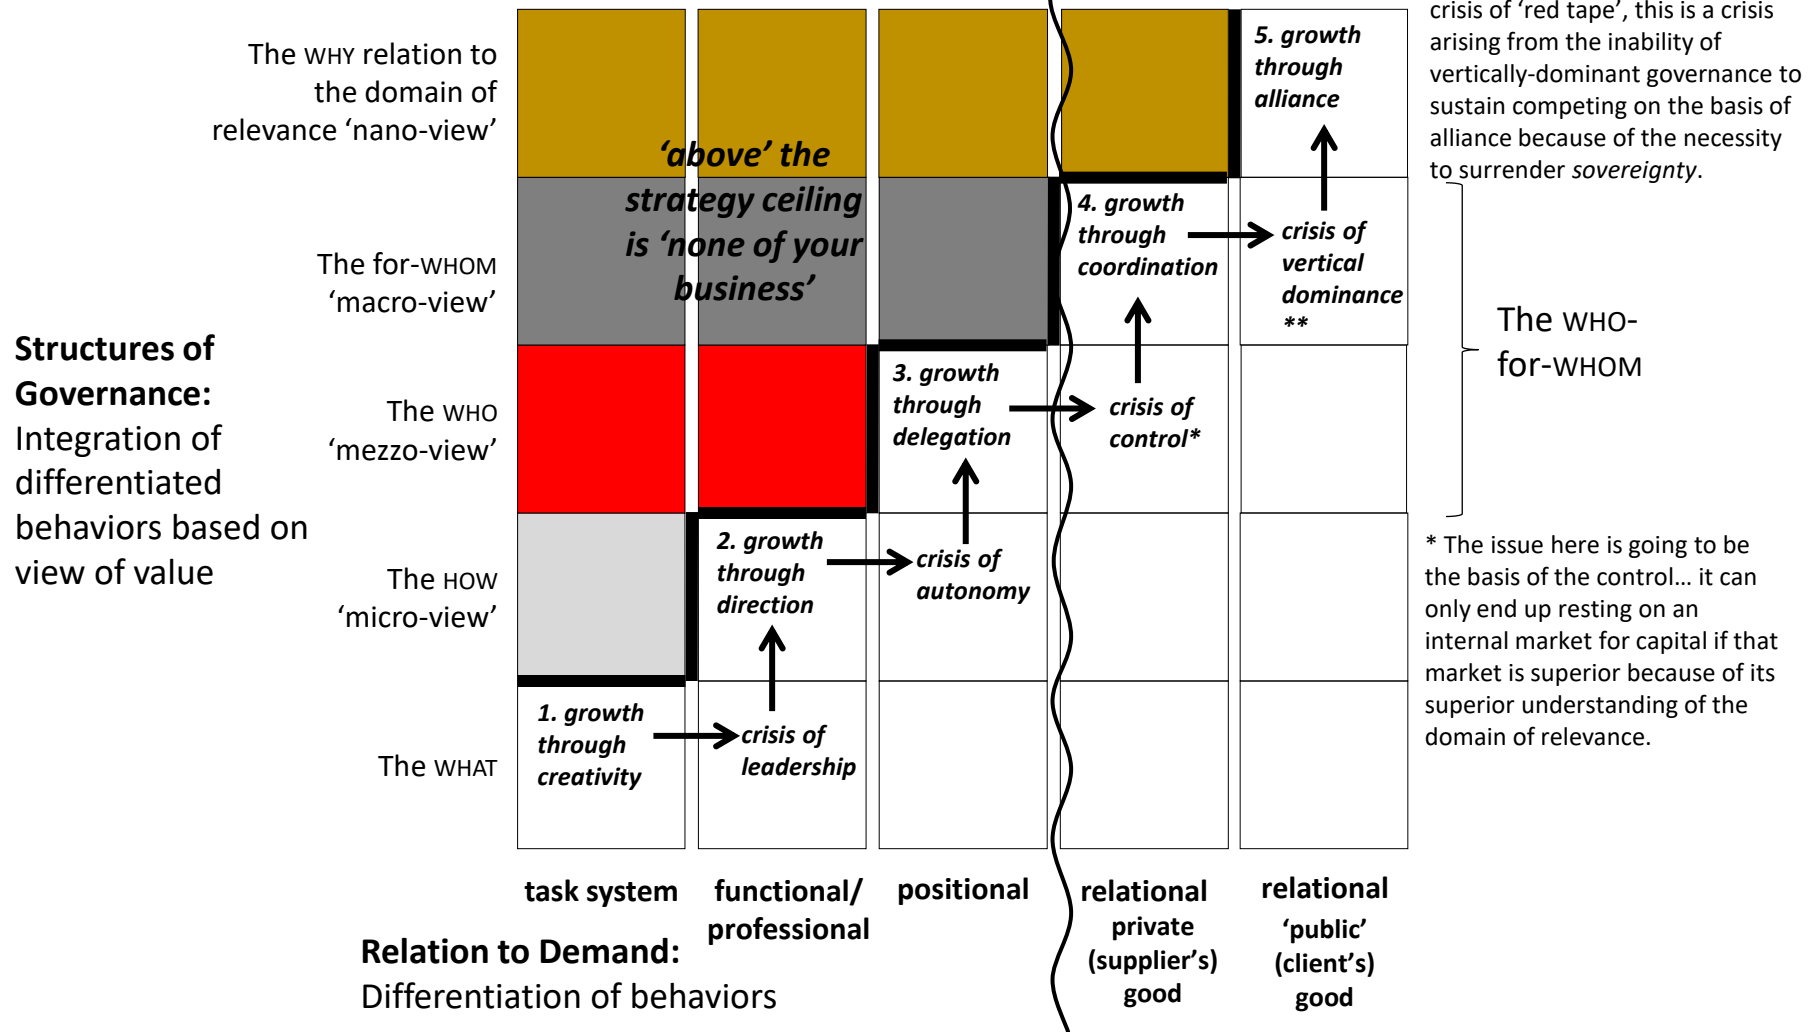 crisis of ‘red tape’, this is a crisis
arising from the inability of
vertically-dominant governance to
sustain competing on the basis of
alliance because of the necessity
to surrender sovereignty.
The WHY relation to
the domain of
relevance ‘nano-view’
5. growth
through
alliance
‘above’ the
strategy ceiling
is ‘none of your
business’
The for-WHOM
‘macro-view’
4. growth
through
coordination
crisis of
vertical
dominance
**
The WHO-
for-WHOM
Structures of
Governance:
Integration of
differentiated
behaviors based on
view of value
The WHO
‘mezzo-view’
3. growth
through
delegation
crisis of
control*
The HOW
‘micro-view’
2. growth
through
direction
crisis of
autonomy
* The issue here is going to be
the basis of the control... it can
only end up resting on an
internal market for capital if that
market is superior because of its
superior understanding of the
domain of relevance.
The WHAT
1. growth
through
creativity
crisis of
leadership
task system
functional/
professional
positional
relational
private
(supplier’s)
good
relational
‘public’
(client’s)
good
Relation to Demand:
Differentiation of behaviors